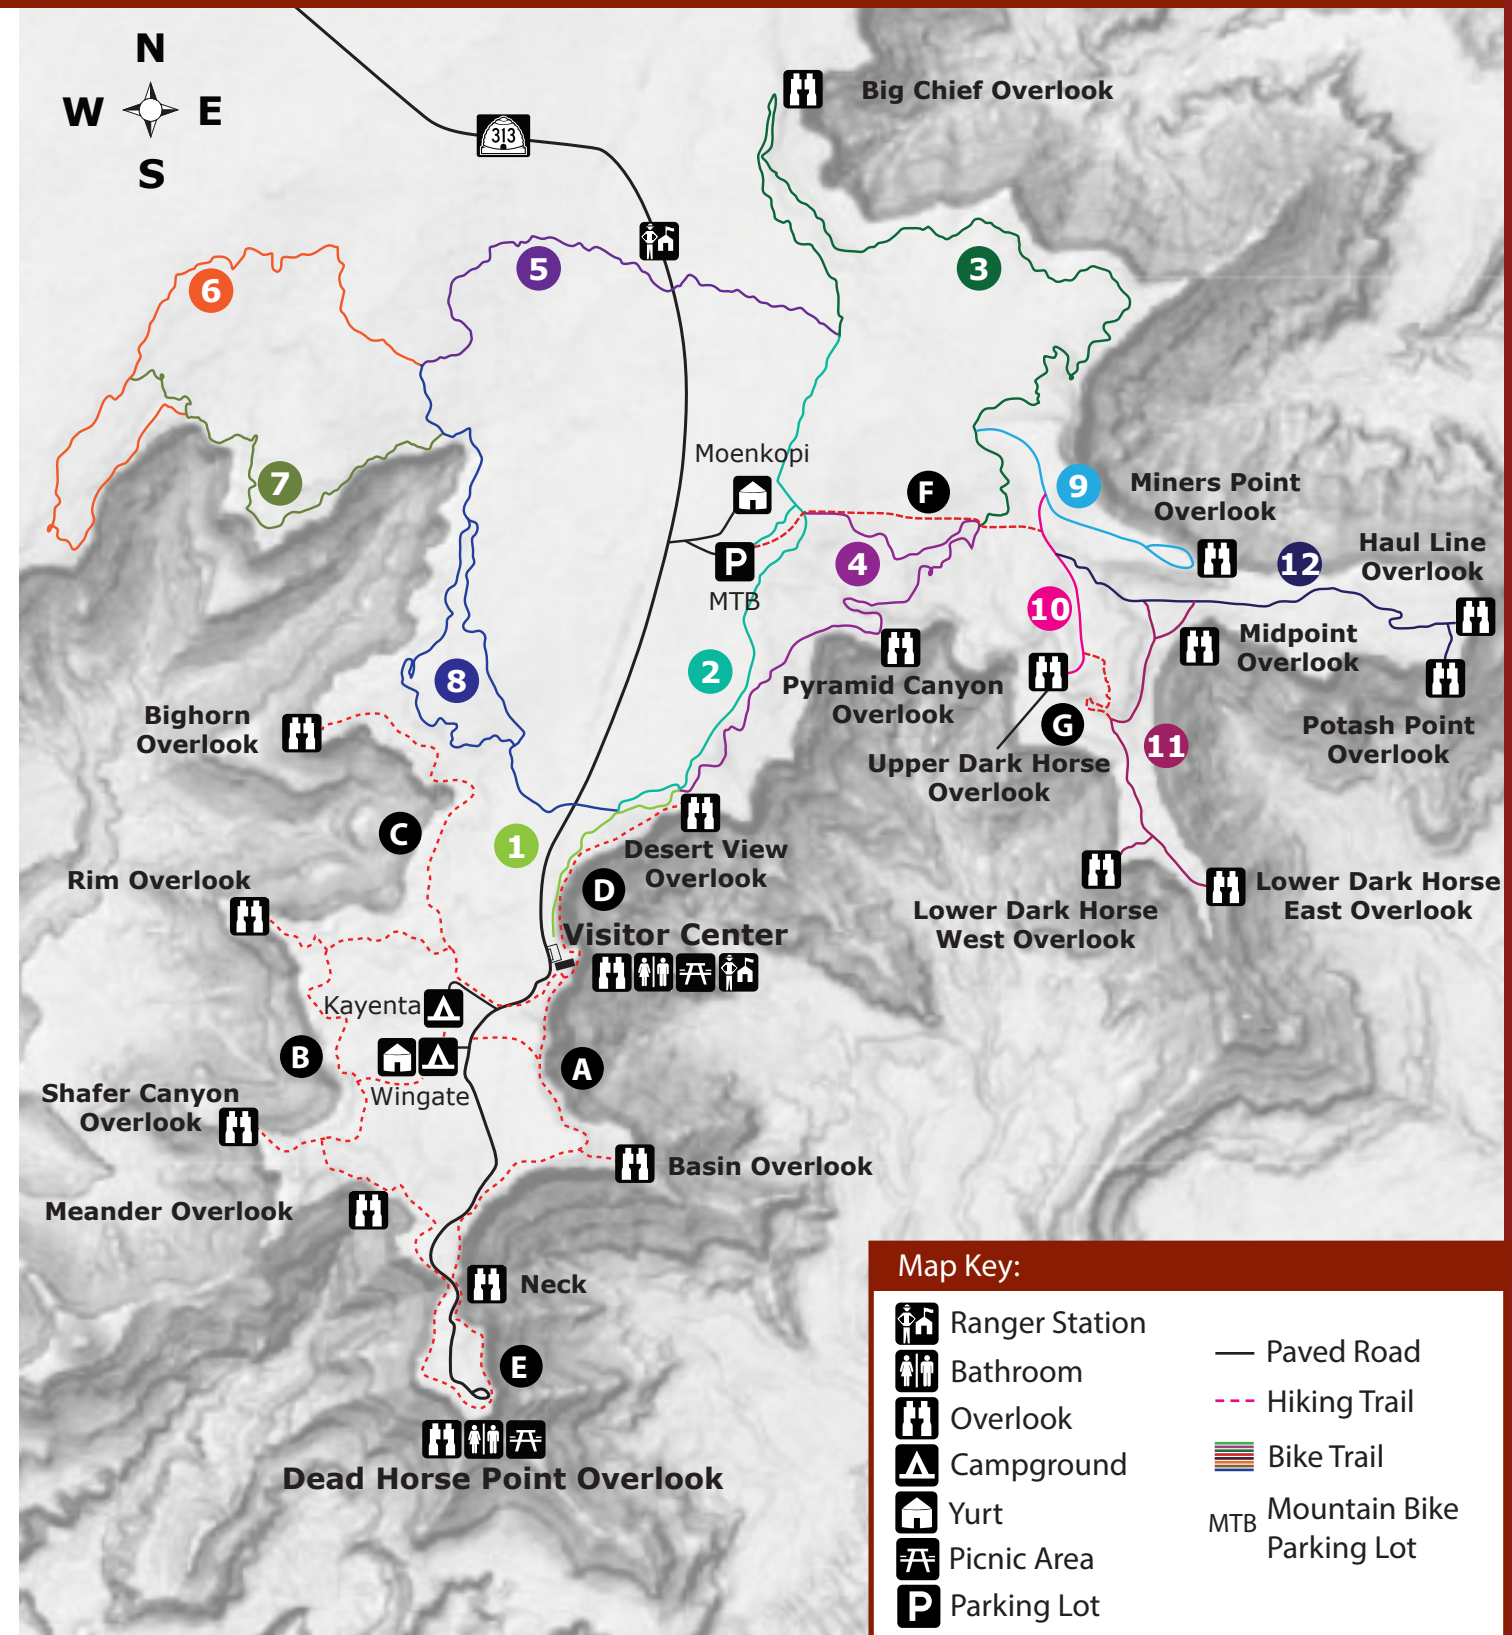 N
W E
S
313
Big Chief Overlook
5
3
6
Moenkopi
7
F
9
Miners Point
Overlook
Haul Line
Overlook
12
P
4
MTB
10
Midpoint
Overlook
2
8
Pyramid Canyon
Overlook
Bighorn
Overlook
G
Potash Point
Overlook
11
Upper Dark Horse
Overlook
C
1
Desert View
Overlook
Rim Overlook
D
Lower Dark Horse
East Overlook
Lower Dark Horse
West Overlook
Visitor Center
Kayenta
B
A
Wingate
Shafer Canyon
Overlook
Basin Overlook
Meander Overlook
Neck
E
Dead Horse Point Overlook
Map Key:
Ranger Station
Bathroom
Overlook
Campground
Yurt
Picnic Area
P Parking Lot
Paved Road
Hiking Trail
Bike Trail
MTB Mountain Bike
Parking Lot